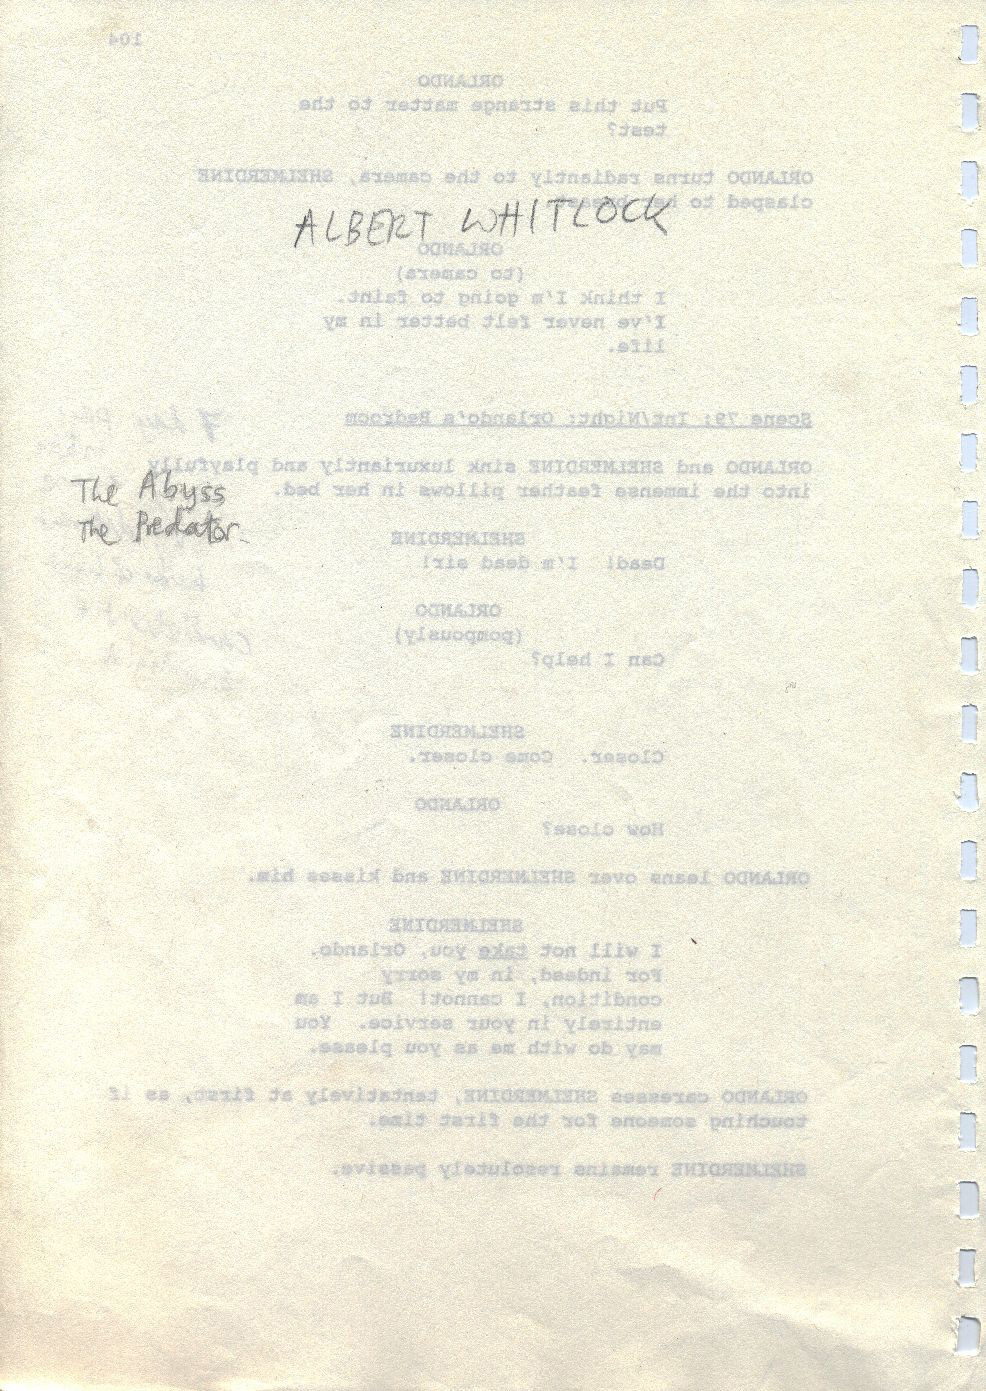 104
ORLANDO
Put this strange matter to the
test?
ORLANDO turns radiantly to the camera, SHELMERDINE
clasped to her breast.
ALBERT WHITLOCK
ORLANDO
(to camera)
I think I'm going to faint.
I've never felt better in my
life.
Scene 79: Int/Night: Orlando's Bedroom
ORLANDO and SHELMERDINE sink luxuriantly and playfully
into the immense feather pillows in her bed.
The Abyss
The Predator
SHELMERDINE
Dead! I'm dead sir!
ORLANDO
(pompously)
Can I help?
SHELMERDINE
Closer. Come closer.
ORLANDO
How close?
ORLANDO leans over SHELMERDINE and kisses him.
SHELMERDINE
I will not take you, Orlando.
For indeed, in my sorry
condition, I cannot! But I am
entirely in your service. You
may do with me as you please.
ORLANDO caresses SHELMERDINE, tentatively at first, as if
touching someone for the first time.
SHELMERDINE remains resolutely passive.